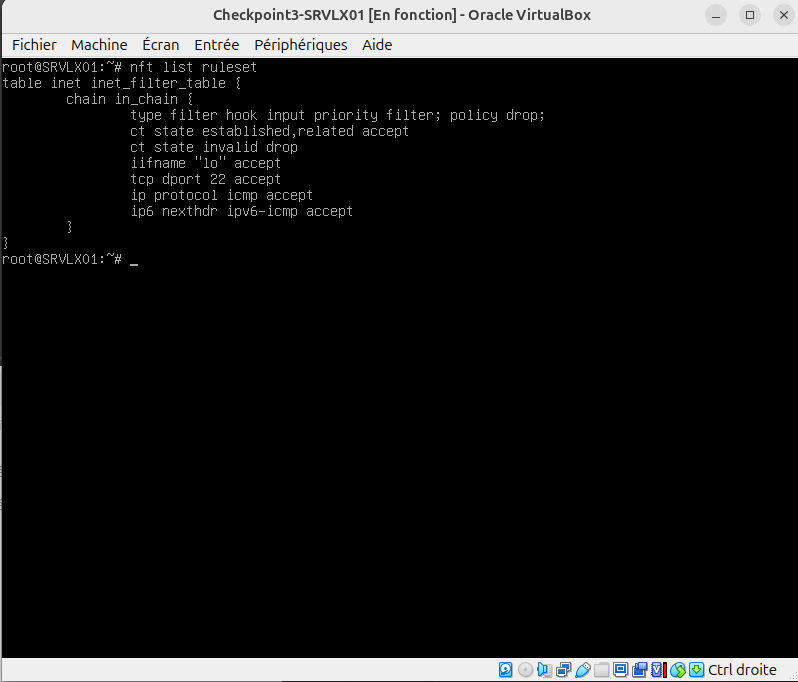 Checkpoint3-SRVLX01 [En fonction] - Oracle VirtualBox
Fichier Machine Écran Entrée Périphériques Aide
root@SRVLX01:~# nft list ruleset
table inet inet_filter_table {
        chain in_chain {
                type filter hook input priority filter; policy drop;
                ct state established,related accept
                ct state invalid drop
                iifname "lo" accept
                tcp dport 22 accept
                ip protocol icmp accept
                ip6 nexthdr ipv6-icmp accept
        }
}
root@SRVLX01:~# _
Ctrl droite